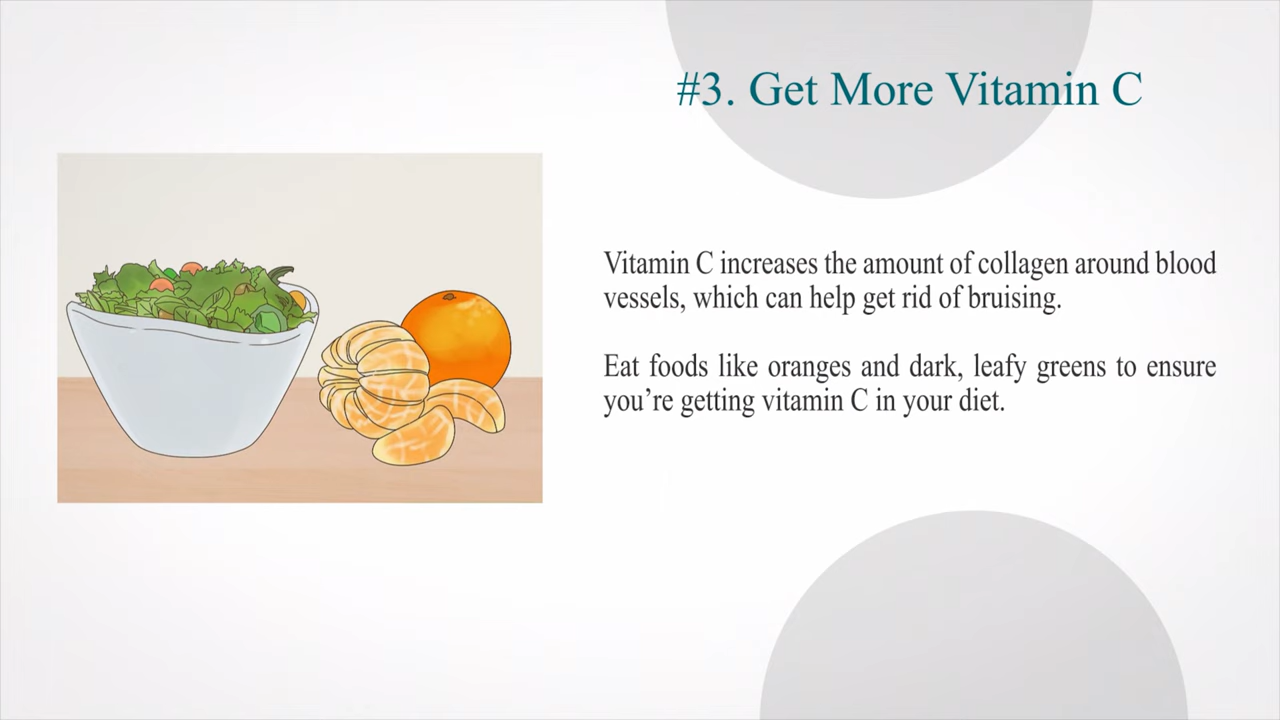 #3. Get More Vitamin C
Vitamin C increases the amount of collagen around blood
vessels, which can help get rid of bruising.
Eat foods like oranges and dark, leafy greens to ensure
you’re getting vitamin C in your diet.